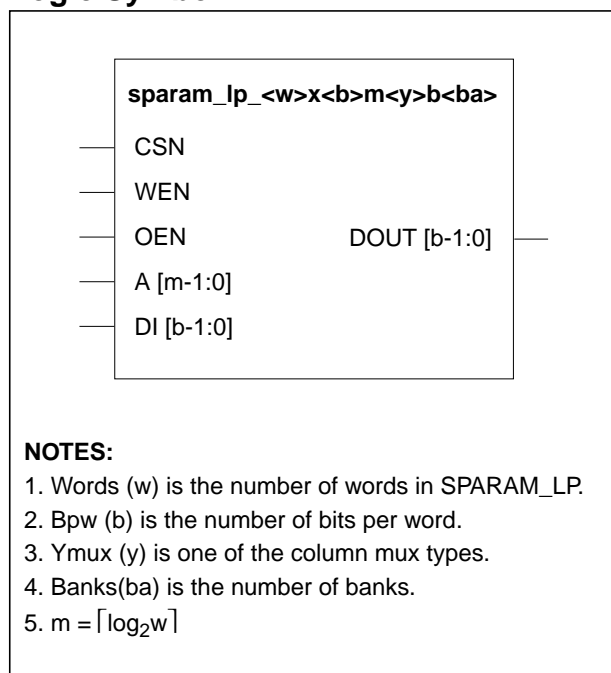 sparam_lp_<w>x<b>m<y>b<ba>
CSN
WEN
OEN DOUT [b-1:0]
A [m-1:0]
DI [b-1:0]
NOTES:
1. Words (w) is the number of words in SPARAM_LP.
2. Bpw (b) is the number of bits per word.
3. Ymux (y) is one of the column mux types.
4. Banks(ba) is the number of banks.
5. m = ⌈log₂w⌉